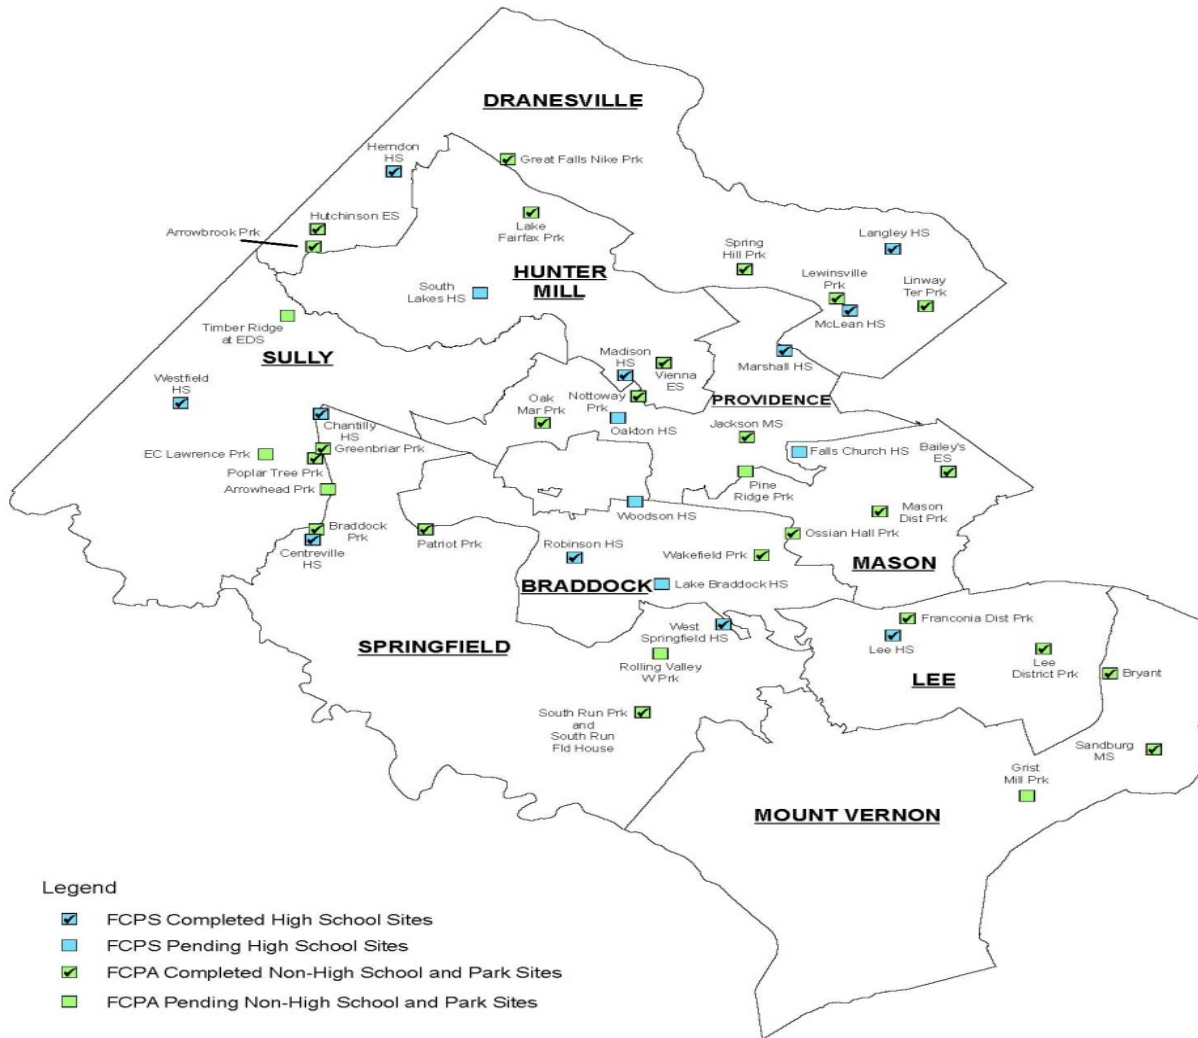 DRANESVILLE
Herndon
HS
Great Falls Nike Prk
Hutchinson ES
Arrowbrook Prk
Lake
Fairfax Prk
Langley HS
Spring
Hill Prk
HUNTER
MILL
South
Lakes HS
Lewinsville
Prk
Linway
Ter Prk
McLean HS
Timber Ridge
at EDS
SULLY
Madison
HS
Vienna
ES
Marshall HS
Westfield
HS
Oak
Mar Prk
Nottoway
Prk
PROVIDENCE
Chantilly
HS
Oakton HS
Jackson MS
Greenbriar Prk
EC Lawrence Prk
Poplar Tree Prk
Falls Church HS
Bailey's
ES
Arrowhead Prk
Pine
Ridge Prk
Woodson HS
Mason
Dist Prk
Braddock
Prk
Centreville
HS
Patriot Prk
Ossian Hall Prk
Robinson HS
Wakefield Prk
MASON
BRADDOCK
Lake Braddock HS
West
Springfield HS
Franconia Dist Prk
SPRINGFIELD
Lee HS
Rolling Valley
W Prk
Lee
District Prk
LEE
Bryant
South Run Prk
and
South Run
Fld House
Sandburg
MS
Grist
Mill Prk
MOUNT VERNON
Legend
FCPS Completed High School Sites
FCPS Pending High School Sites
FCPA Completed Non-High School and Park Sites
FCPA Pending Non-High School and Park Sites